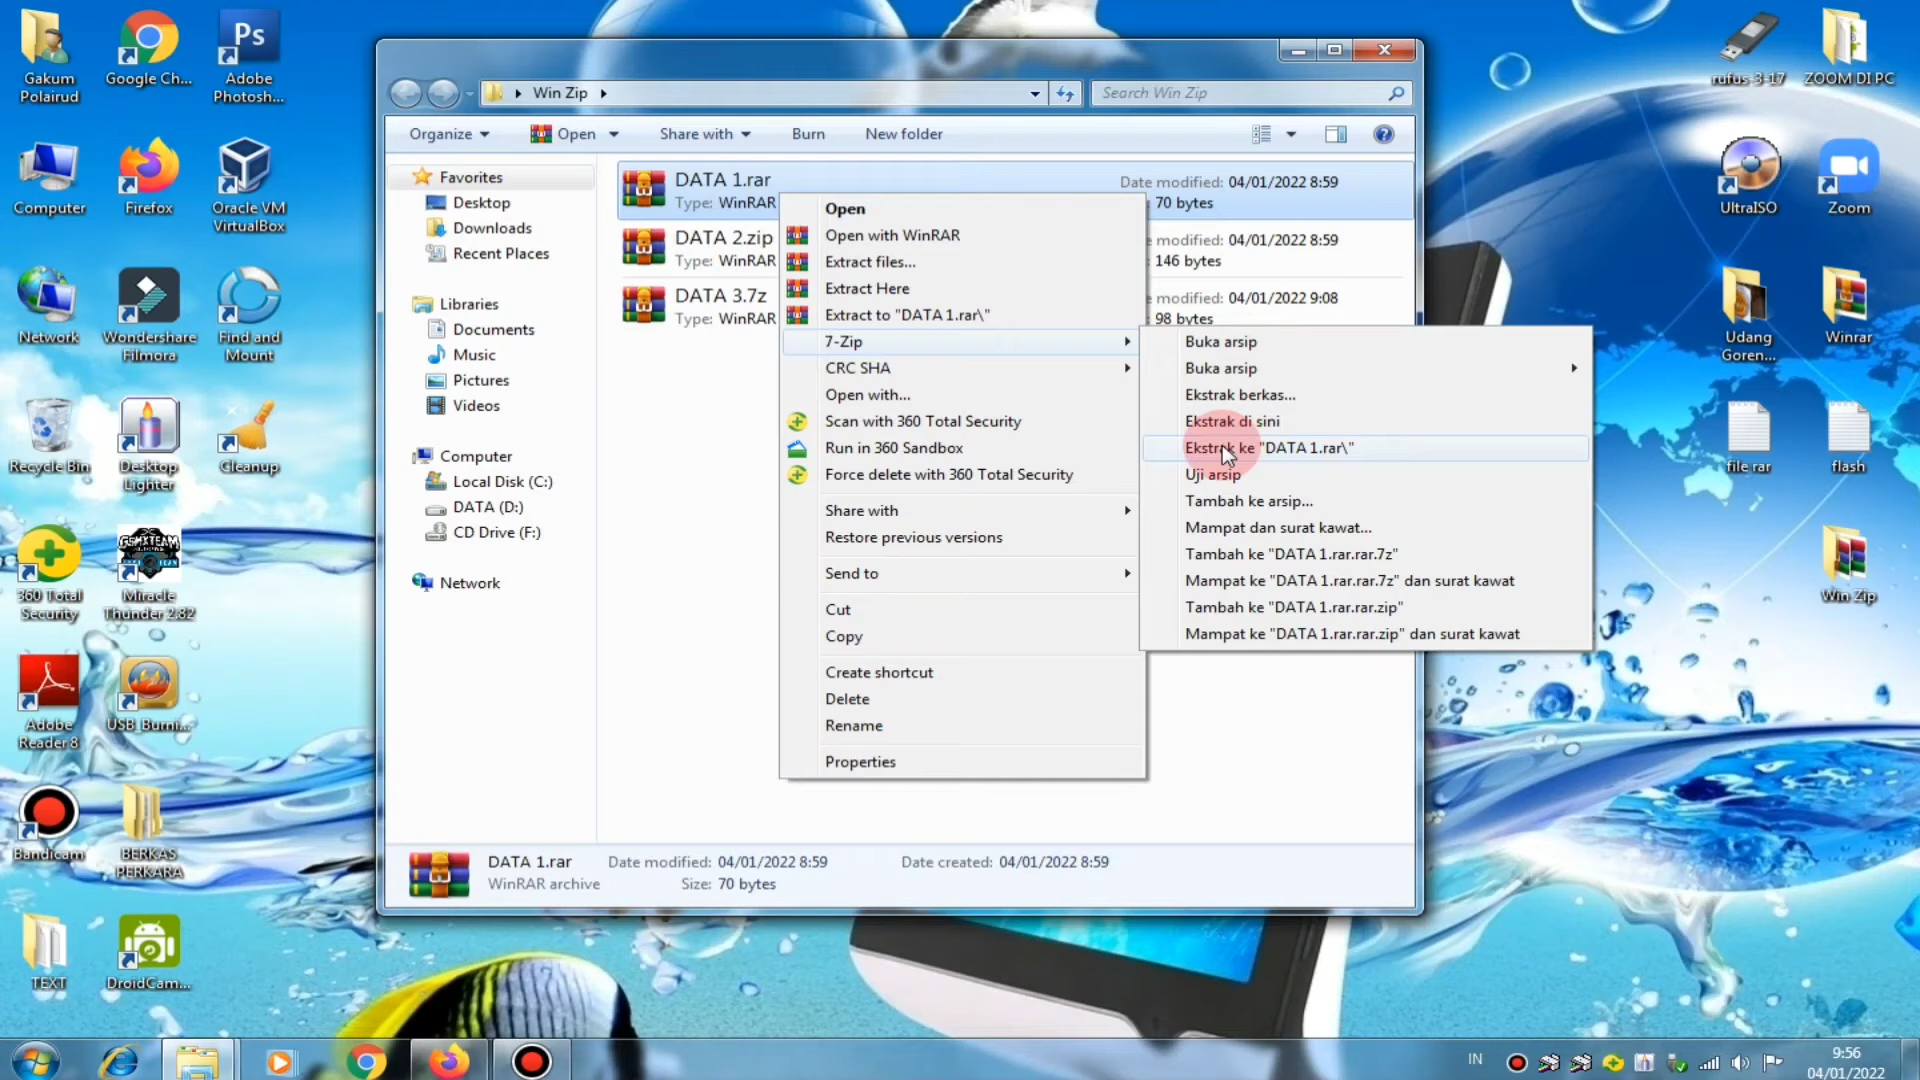 Gakum
Polairud
Google Ch...
Adobe
Photosh...
Computer
Firefox
Oracle VM
VirtualBox
Network
Wondershare
Filmora
Find and
Mount
Recycle Bin
Desktop
Lighter
Cleanup
360 Total
Security
GSMXTEAM
Miracle
Thunder 2.82
Adobe
Reader 8
USB_Burni...
Bandicam
BERKAS
PERKARA
TEXT
DroidCam...
Ps
Win Zip
Search Win Zip
Organize
Open
Share with
Burn
New folder
Favorites
Desktop
Downloads
Recent Places
Libraries
Documents
Music
Pictures
Videos
Computer
Local Disk (C:)
DATA (D:)
CD Drive (F:)
Network
DATA 1.rar
Type: WinRAR
Date modified: 04/01/2022 8:59
70 bytes
DATA 2.zip
Type: WinRAR
e modified: 04/01/2022 8:59
: 146 bytes
DATA 3.7z
Type: WinRAR
e modified: 04/01/2022 9:08
: 98 bytes
Open
Open with WinRAR
Extract files...
Extract Here
Extract to "DATA 1.rar\"
7-Zip
CRC SHA
Open with...
Scan with 360 Total Security
Run in 360 Sandbox
Force delete with 360 Total Security
Share with
Restore previous versions
Send to
Cut
Copy
Create shortcut
Delete
Rename
Properties
Buka arsip
Buka arsip
Ekstrak berkas...
Ekstrak di sini
Ekstrak ke "DATA 1.rar\"
Uji arsip
Tambah ke arsip...
Mampat dan surat kawat...
Tambah ke "DATA 1.rar.rar.7z"
Mampat ke "DATA 1.rar.rar.7z" dan surat kawat
Tambah ke "DATA 1.rar.rar.zip"
Mampat ke "DATA 1.rar.rar.zip" dan surat kawat
DATA 1.rar
Date modified: 04/01/2022 8:59
Date created: 04/01/2022 8:59
WinRAR archive
Size: 70 bytes
rufus-3-17
ZOOM DI PC
UltraISO
Zoom
Udang
Goren...
Winrar
file rar
flash
Win Zip
IN
9:56
04/01/2022